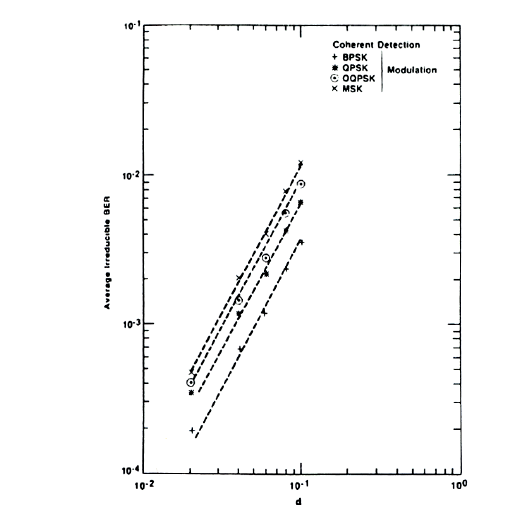 10-1
Coherent Detection
+ BPSK
* QPSK
⊙ OQPSK
× MSK
Modulation
10-2
Average Irreducible BER
10-3
10-4
10-2
10-1
100
d